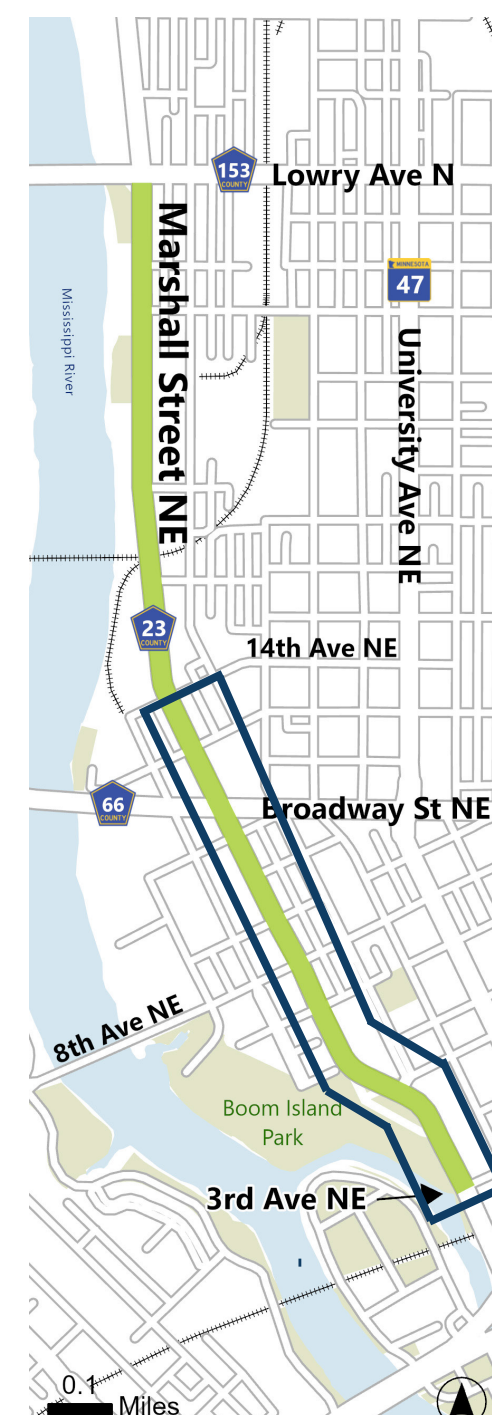 153
COUNTY
Lowry Ave N
MINNESOTA
47
Marshall Street NE
Mississippi River
University Ave NE
23
COUNTY
14th Ave NE
66
COUNTY
Broadway St NE
8th Ave NE
Boom Island
Park
3rd Ave NE
0.1
Miles